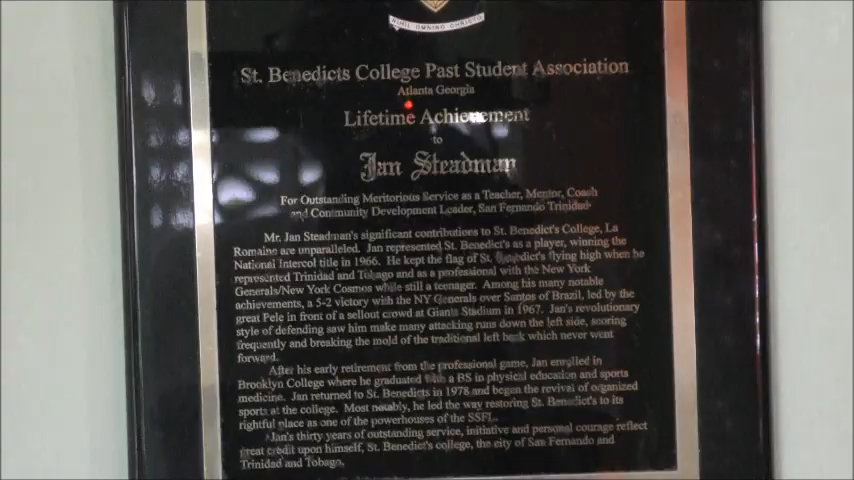 NIHIL OMNINO CHRISTO
St. Benedicts College Past Student Association
Atlanta Georgia
Lifetime Achievement
to
Jan Steadman
For Outstanding Meritorious Service as a Teacher, Mentor, Coach
and Community Development Leader, San Fernando Trinidad
Mr. Jan Steadman's significant contributions to St. Benedict's College, La
Romaine are unparalleled. Jan represented St. Benedict's as a player, winning the
National Intercol title in 1966. He kept the flag of St. Benedict's flying high when he
represented Trinidad and Tobago and as a professional with the New York
Generals/New York Cosmos while still a teenager. Among his many notable
achievements, a 5-2 victory with the NY Generals over Santos of Brazil, led by the
great Pele in front of a sellout crowd at Giants Stadium in 1967. Jan's revolutionary
style of defending saw him make many attacking runs down the left side, scoring
frequently and breaking the mold of the traditional left back which never went
forward.
After his early retirement from the professional game, Jan enrolled in
Brooklyn College where he graduated with a BS in physical education and sports
medicine. Jan returned to St. Benedicts in 1978 and began the revival of organized
sports at the college. Most notably, he led the way restoring St. Benedict's to its
rightful place as one of the powerhouses of the SSFL.
Jan's thirty years of outstanding service, initiative and personal courage reflect
great credit upon himself, St. Benedict's college, the city of San Fernando and
Trinidad and Tobago.